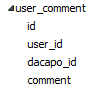 user_comment
id
user_id
dacapo_id
comment